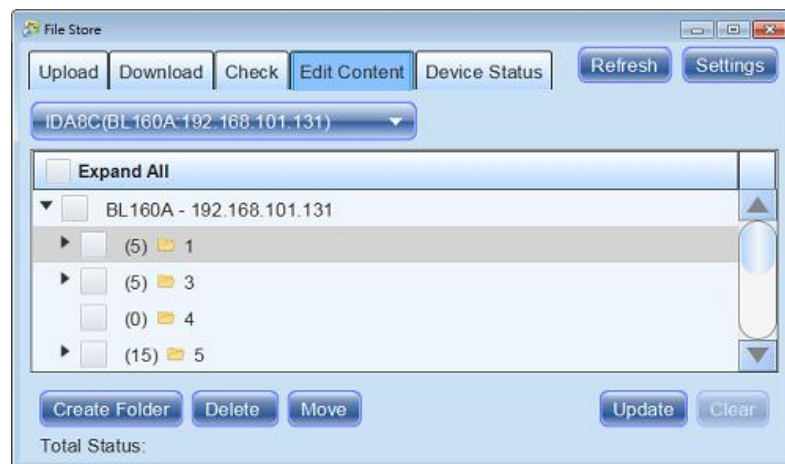 File Store
Upload Download Check Edit Content Device Status Refresh Settings
IDA8C(BL160A:192.168.101.131)
Expand All
BL160A - 192.168.101.131
(5) 1
(5) 3
(0) 4
(15) 5
Create Folder Delete Move Update Clear
Total Status: